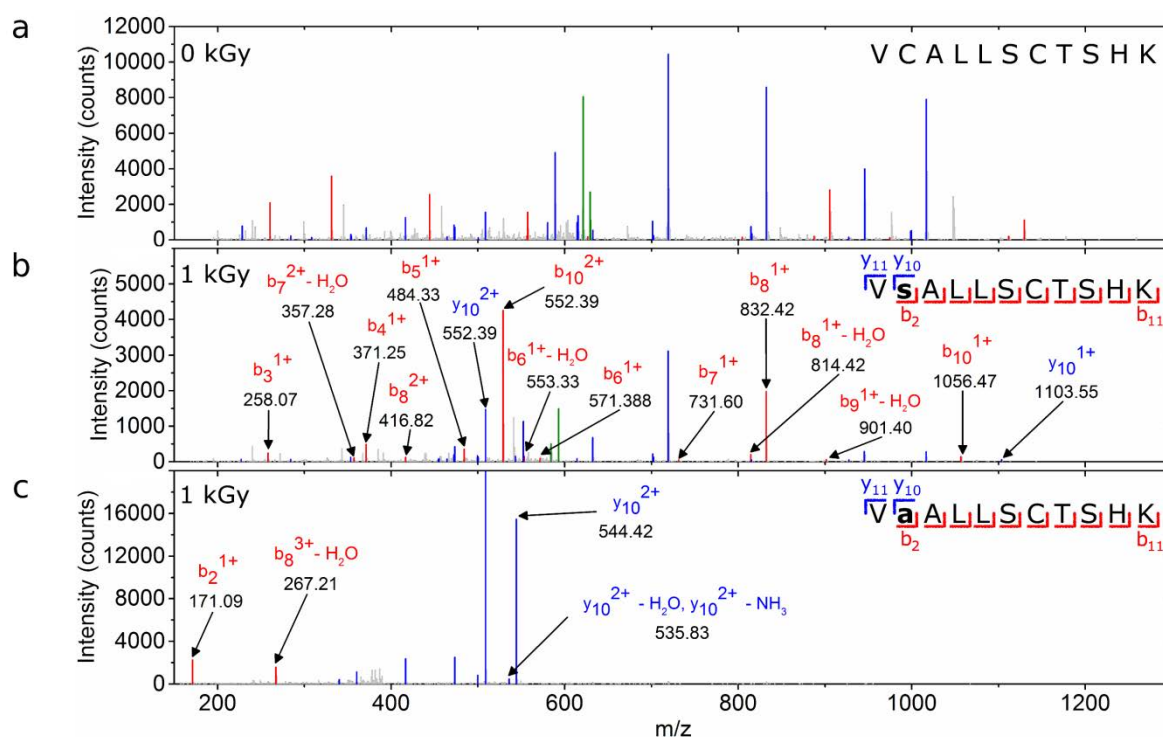 a
12000
10000
8000
6000
4000
2000
0
Intensity (counts)
0 kGy
V C A L L S C T S H K
b
5000
4000
3000
2000
1000
0
Intensity (counts)
1 kGy
b3 1+
258.07
b7 2+ - H2O
357.28
b4 1+
371.25
b8 2+
416.82
b5 1+
484.33
y10 2+
552.39
b10 2+
552.39
b6 1+ - H2O
553.33
b6 1+
571.388
b7 1+
731.60
b8 1+
832.42
b8 1+ - H2O
814.42
b9 1+ - H2O
901.40
b10 1+
1056.47
y10 1+
1103.55
y11 y10
V s A L L S C T S H K
b2 b11
c
16000
12000
8000
4000
0
Intensity (counts)
1 kGy
b2 1+
171.09
b8 3+ - H2O
267.21
y10 2+
544.42
y10 2+ - H2O, y10 2+ - NH3
535.83
y11 y10
V a A L L S C T S H K
b2 b11
200 400 600 800 1000 1200
m/z